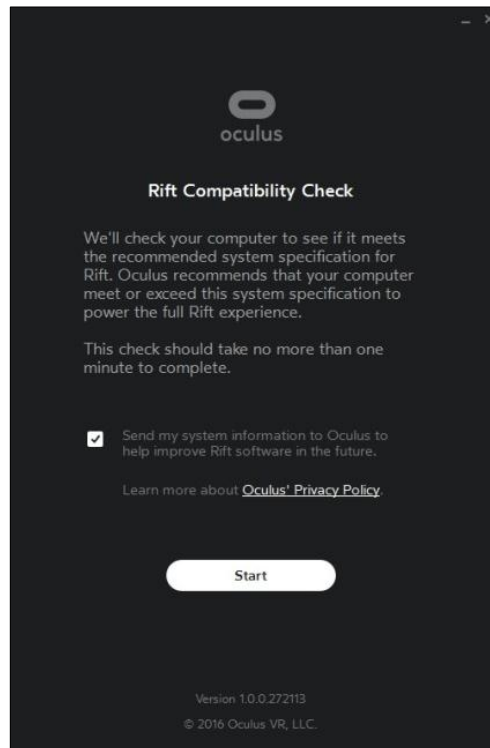 oculus
Rift Compatibility Check
We'll check your computer to see if it meets
the recommended system specification for
Rift. Oculus recommends that your computer
meet or exceed this system specification to
power the full Rift experience.
This check should take no more than one
minute to complete.
Send my system information to Oculus to
help improve Rift software in the future.
Learn more about Oculus' Privacy Policy.
Start
Version 1.0.0.272113
© 2016 Oculus VR, LLC.